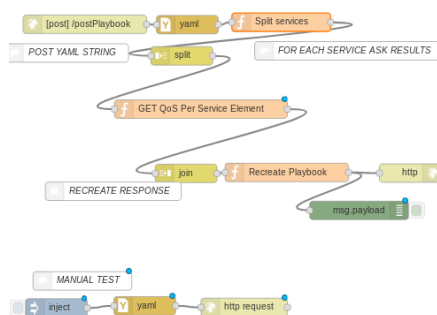 [post] /postPlaybook
yaml
Split services
POST YAML STRING
split
FOR EACH SERVICE ASK RESULTS
GET QoS Per Service Element
join
Recreate Playbook
http
RECREATE RESPONSE
msg.payload
MANUAL TEST
inject
yaml
http request